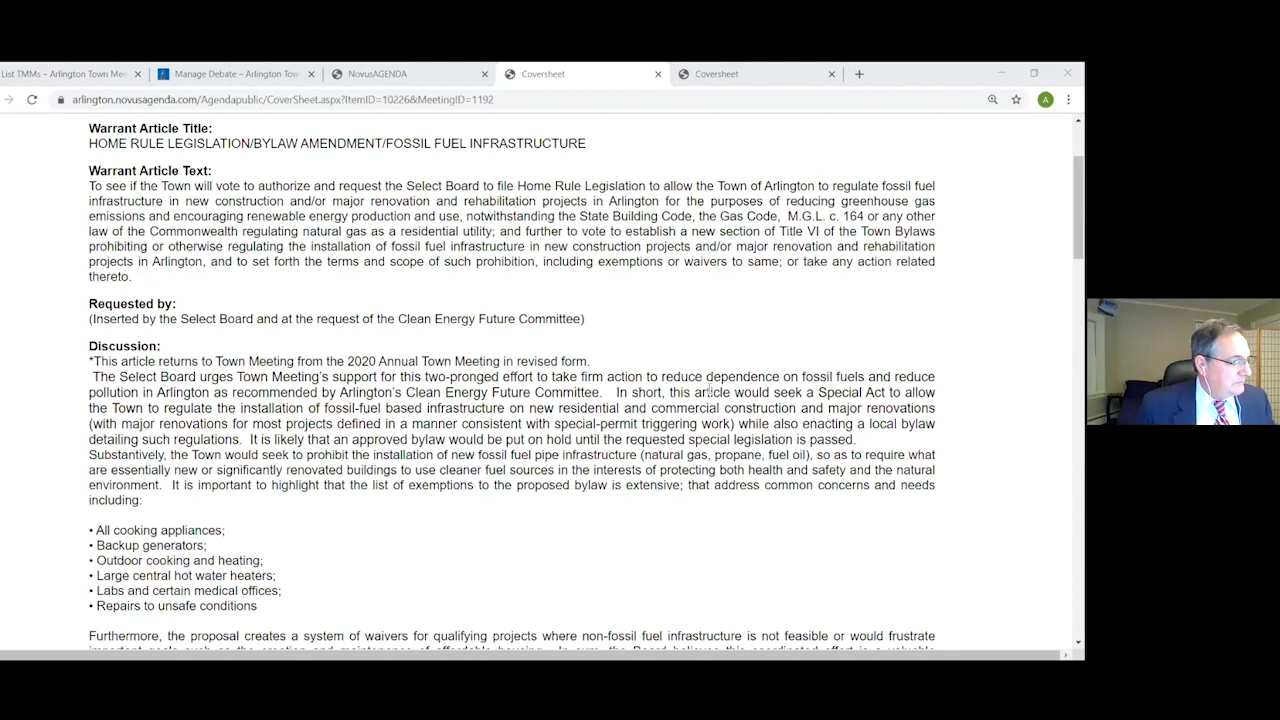 List TMMs – Arlington Town Mee
Manage Debate – Arlington Tow
NovusAGENDA
Coversheet
Coversheet
arlington.novusagenda.com/Agendapublic/CoverSheet.aspx?ItemID=10226&MeetingID=1192
A
Warrant Article Title:
HOME RULE LEGISLATION/BYLAW AMENDMENT/FOSSIL FUEL INFRASTRUCTURE
Warrant Article Text:
To see if the Town will vote to authorize and request the Select Board to file Home Rule Legislation to allow the Town of Arlington to regulate fossil fuel
infrastructure in new construction and/or major renovation and rehabilitation projects in Arlington for the purposes of reducing greenhouse gas
emissions and encouraging renewable energy production and use, notwithstanding the State Building Code, the Gas Code, M.G.L. c. 164 or any other
law of the Commonwealth regulating natural gas as a residential utility; and further to vote to establish a new section of Title VI of the Town Bylaws
prohibiting or otherwise regulating the installation of fossil fuel infrastructure in new construction projects and/or major renovation and rehabilitation
projects in Arlington, and to set forth the terms and scope of such prohibition, including exemptions or waivers to same; or take any action related
thereto.
Requested by:
(Inserted by the Select Board and at the request of the Clean Energy Future Committee)
Discussion:
*This article returns to Town Meeting from the 2020 Annual Town Meeting in revised form.
The Select Board urges Town Meeting's support for this two-pronged effort to take firm action to reduce dependence on fossil fuels and reduce
pollution in Arlington as recommended by Arlington's Clean Energy Future Committee. In short, this article would seek a Special Act to allow
the Town to regulate the installation of fossil-fuel based infrastructure on new residential and commercial construction and major renovations
(with major renovations for most projects defined in a manner consistent with special-permit triggering work) while also enacting a local bylaw
detailing such regulations. It is likely that an approved bylaw would be put on hold until the requested special legislation is passed.
Substantively, the Town would seek to prohibit the installation of new fossil fuel pipe infrastructure (natural gas, propane, fuel oil), so as to require what
are essentially new or significantly renovated buildings to use cleaner fuel sources in the interests of protecting both health and safety and the natural
environment. It is important to highlight that the list of exemptions to the proposed bylaw is extensive; that address common concerns and needs
including:
• All cooking appliances;
• Backup generators;
• Outdoor cooking and heating;
• Large central hot water heaters;
• Labs and certain medical offices;
• Repairs to unsafe conditions
Furthermore, the proposal creates a system of waivers for qualifying projects where non-fossil fuel infrastructure is not feasible or would frustrate